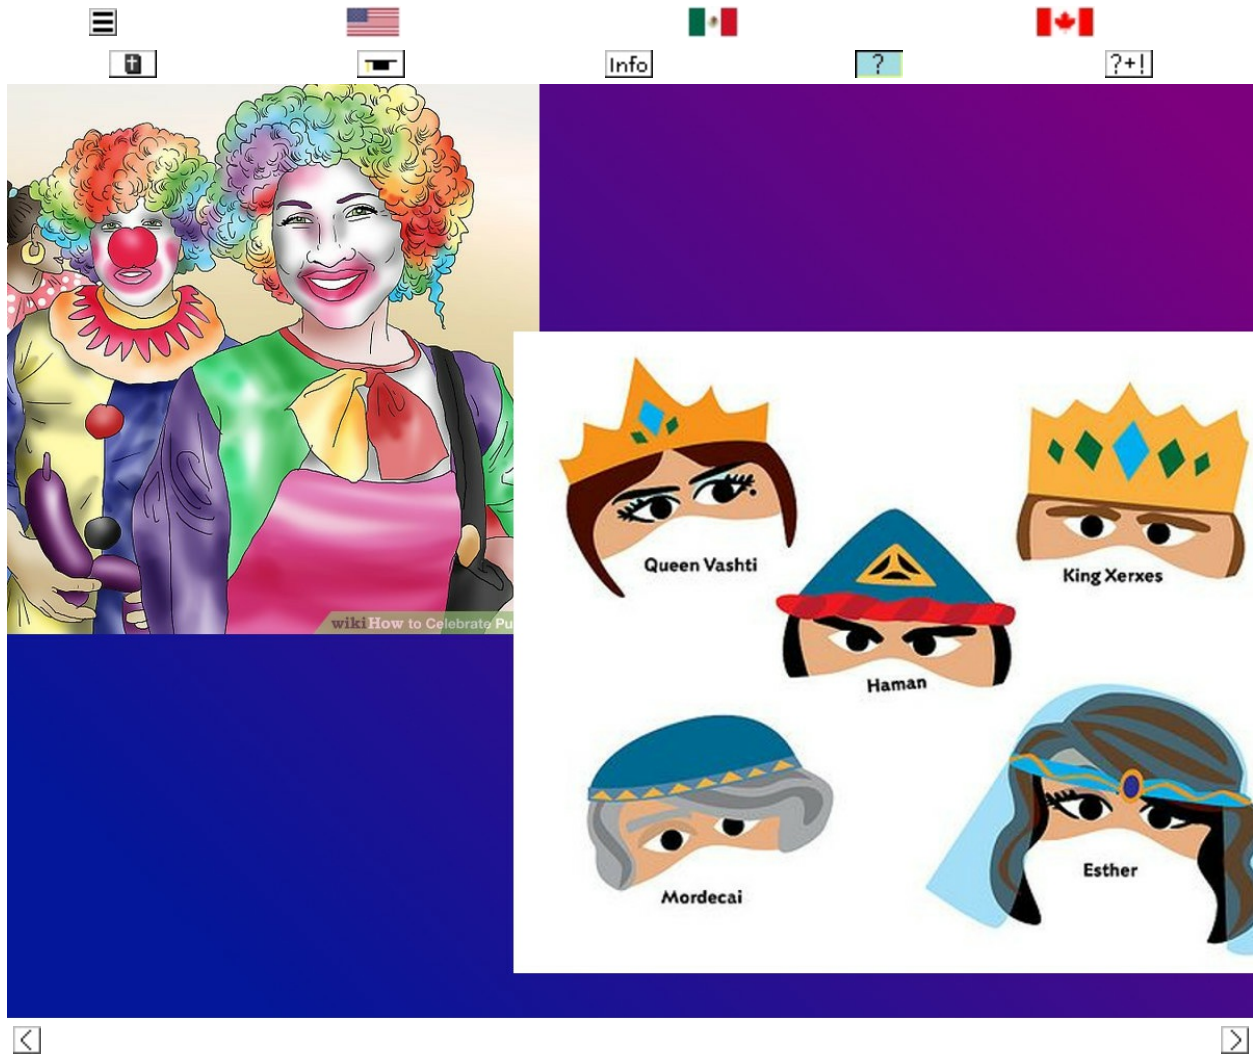 Info
?
?+!
wikiHow to Celebrate Pu
Queen Vashti
King Xerxes
Haman
Mordecai
Esther